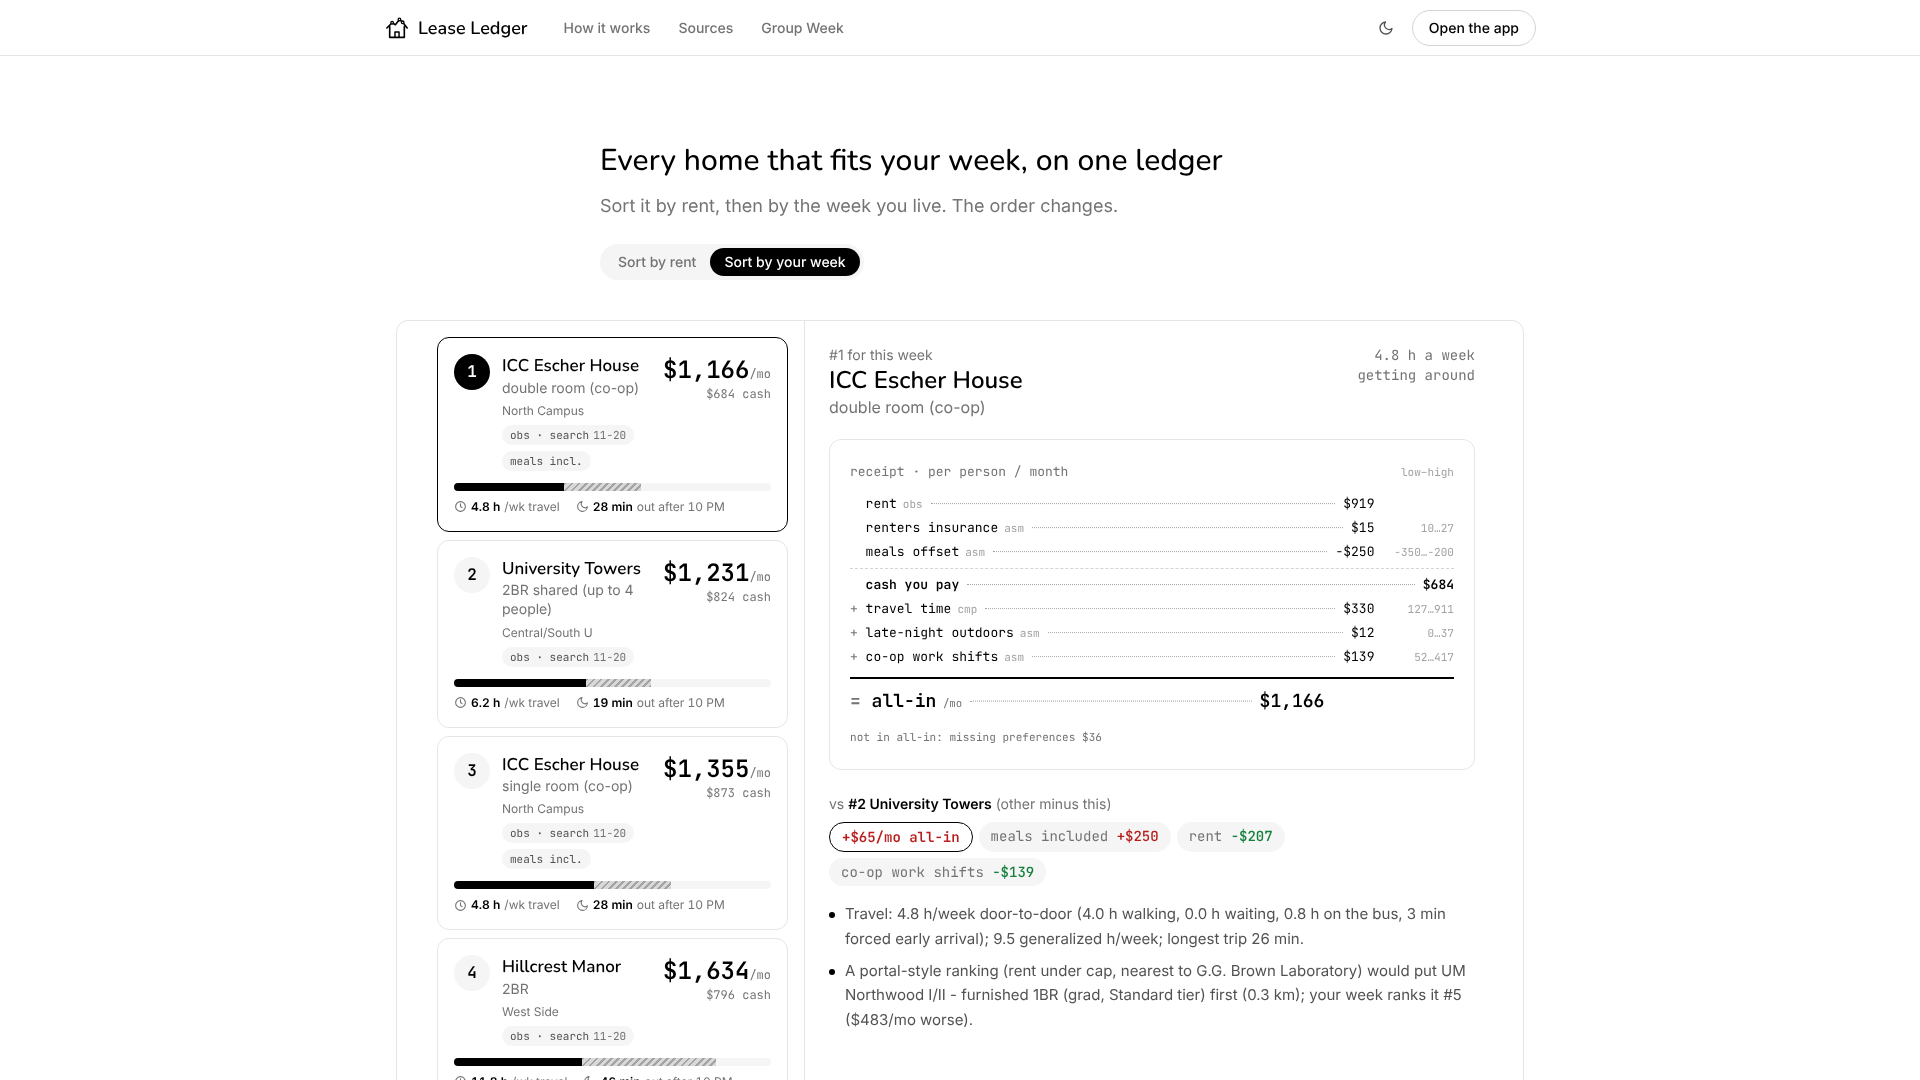 Lease Ledger How it works Sources Group Week Open the app
Every home that fits your week, on one ledger
Sort it by rent, then by the week you live. The order changes.
Sort by rent Sort by your week
1 ICC Escher House $1,166/mo
double room (co-op) $684 cash
North Campus
obs · search 11-20
meals incl.
4.8 h /wk travel 28 min out after 10 PM
2 University Towers $1,231/mo
2BR shared (up to 4 $824 cash
people)
Central/South U
obs · search 11-20
6.2 h /wk travel 19 min out after 10 PM
3 ICC Escher House $1,355/mo
single room (co-op) $873 cash
North Campus
obs · search 11-20
meals incl.
4.8 h /wk travel 28 min out after 10 PM
4 Hillcrest Manor $1,634/mo
2BR $796 cash
West Side
obs · search 11-20
#1 for this week 4.8 h a week
ICC Escher House getting around
double room (co-op)
receipt · per person / month low–high
rent obs $919
renters insurance asm $15 10…27
meals offset asm -$250 -350…-200
cash you pay $684
+ travel time cmp $330 127…911
+ late-night outdoors asm $12 0…37
+ co-op work shifts asm $139 52…417
= all-in /mo $1,166
not in all-in: missing preferences $36
vs #2 University Towers (other minus this)
+$65/mo all-in meals included +$250 rent -$207
co-op work shifts -$139
Travel: 4.8 h/week door-to-door (4.0 h walking, 0.0 h waiting, 0.8 h on the bus, 3 min
forced early arrival); 9.5 generalized h/week; longest trip 26 min.
A portal-style ranking (rent under cap, nearest to G.G. Brown Laboratory) would put UM
Northwood I/II - furnished 1BR (grad, Standard tier) first (0.3 km); your week ranks it #5
($483/mo worse).